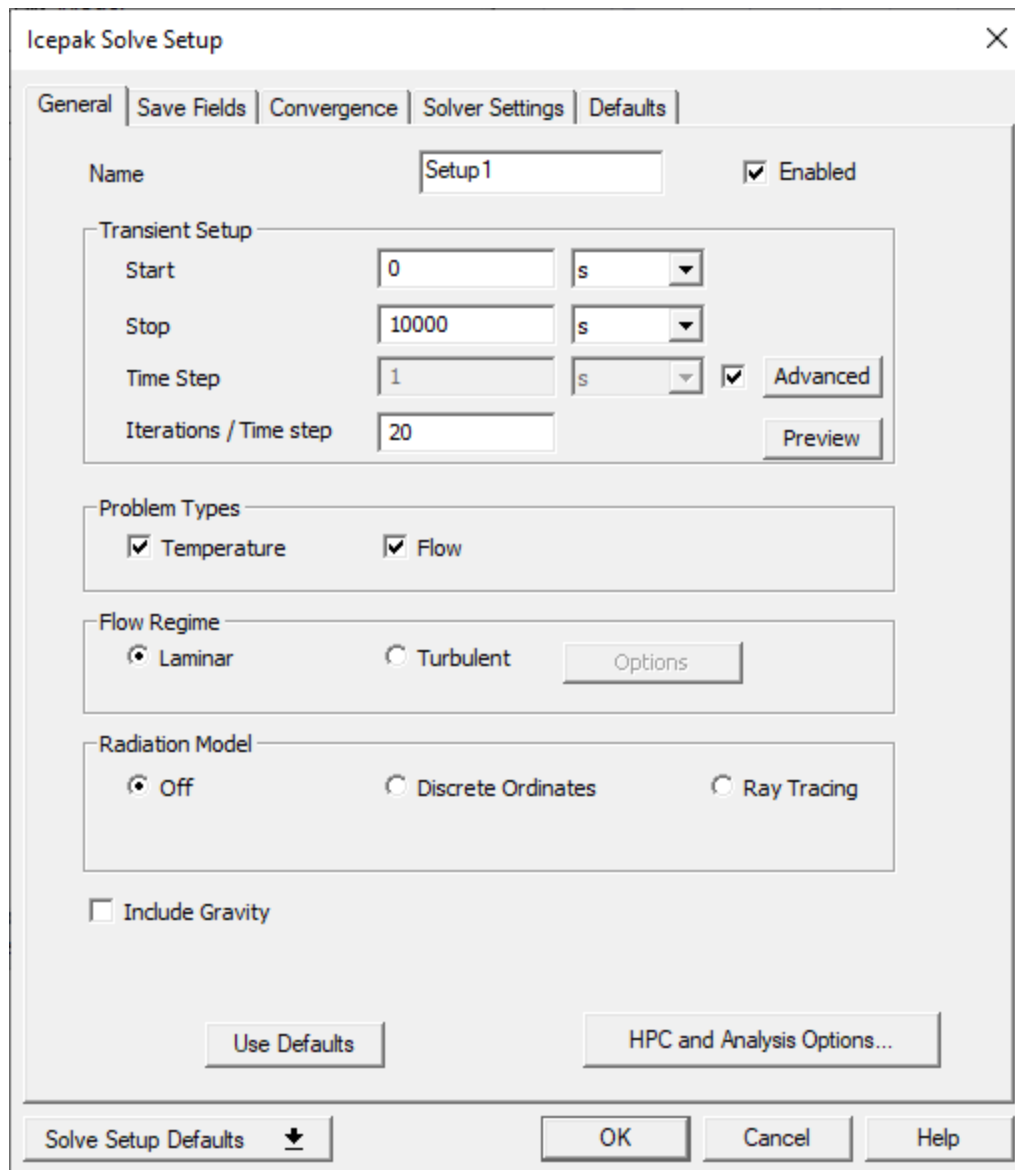 Icepak Solve Setup
General Save Fields Convergence Solver Settings Defaults
Name Setup1 Enabled
Transient Setup
Start 0 s
Stop 10000 s
Time Step 1 s Advanced
Iterations / Time step 20 Preview
Problem Types
Temperature Flow
Flow Regime
Laminar Turbulent Options
Radiation Model
Off Discrete Ordinates Ray Tracing
Include Gravity
Use Defaults HPC and Analysis Options...
Solve Setup Defaults OK Cancel Help